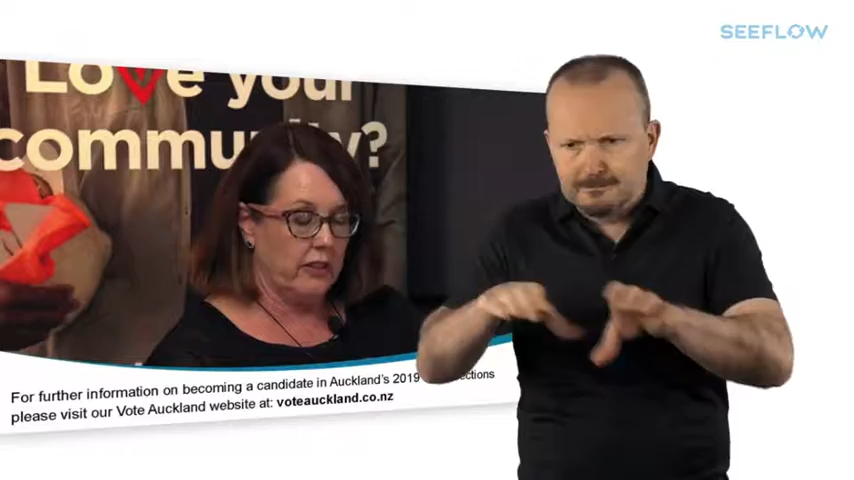 SEEFLOW
Love your
community?
For further information on becoming a candidate in Auckland's 2019
please visit our Vote Auckland website at: voteauckland.co.nz